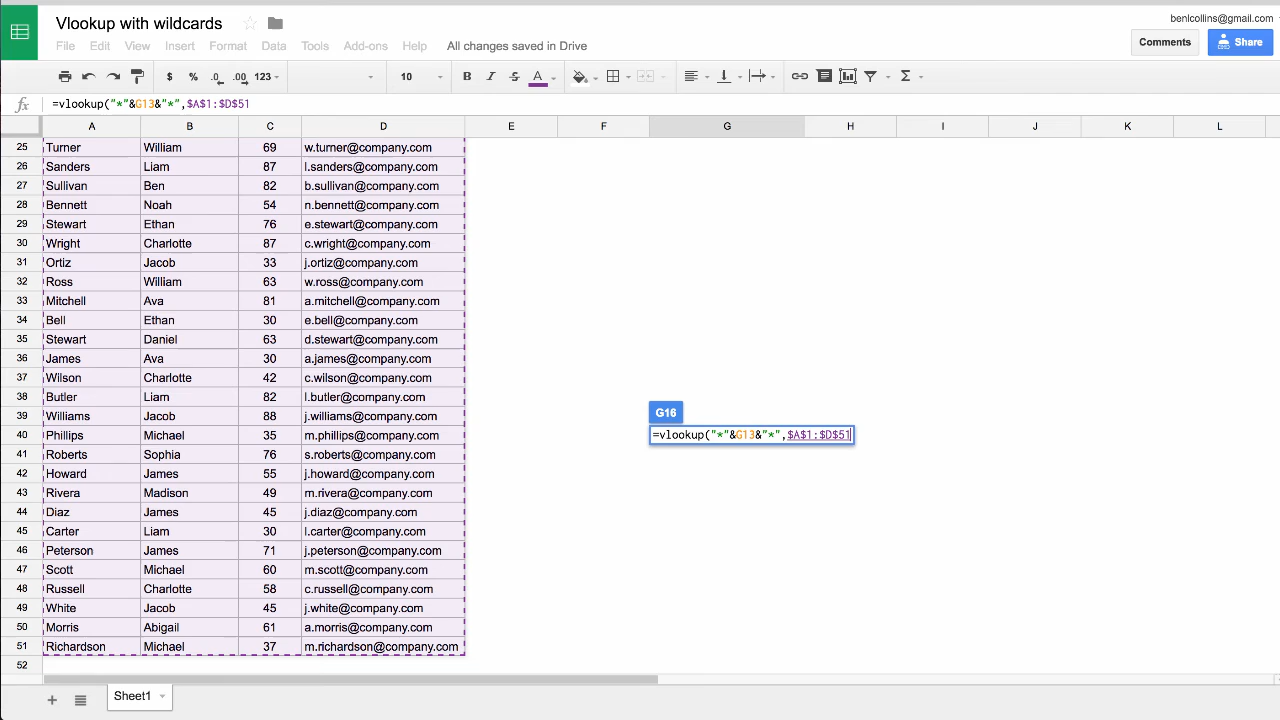 Vlookup with wildcards
benlcollins@gmail.com
File Edit View Insert Format Data Tools Add-ons Help All changes saved in Drive
Comments Share
$ % .0 .00 123 10 B I S A Σ
fx =vlookup("*"&G13&"*",$A$1:$D$51
A B C D E F G H I J K L
25 Turner William 69 w.turner@company.com
26 Sanders Liam 87 l.sanders@company.com
27 Sullivan Ben 82 b.sullivan@company.com
28 Bennett Noah 54 n.bennett@company.com
29 Stewart Ethan 76 e.stewart@company.com
30 Wright Charlotte 87 c.wright@company.com
31 Ortiz Jacob 33 j.ortiz@company.com
32 Ross William 63 w.ross@company.com
33 Mitchell Ava 81 a.mitchell@company.com
34 Bell Ethan 30 e.bell@company.com
35 Stewart Daniel 63 d.stewart@company.com
36 James Ava 30 a.james@company.com
37 Wilson Charlotte 42 c.wilson@company.com
38 Butler Liam 82 l.butler@company.com
39 Williams Jacob 88 j.williams@company.com
G16
40 Phillips Michael 35 m.phillips@company.com =vlookup("*"&G13&"*",$A$1:$D$51
41 Roberts Sophia 76 s.roberts@company.com
42 Howard James 55 j.howard@company.com
43 Rivera Madison 49 m.rivera@company.com
44 Diaz James 45 j.diaz@company.com
45 Carter Liam 30 l.carter@company.com
46 Peterson James 71 j.peterson@company.com
47 Scott Michael 60 m.scott@company.com
48 Russell Charlotte 58 c.russell@company.com
49 White Jacob 45 j.white@company.com
50 Morris Abigail 61 a.morris@company.com
51 Richardson Michael 37 m.richardson@company.com
52
Sheet1